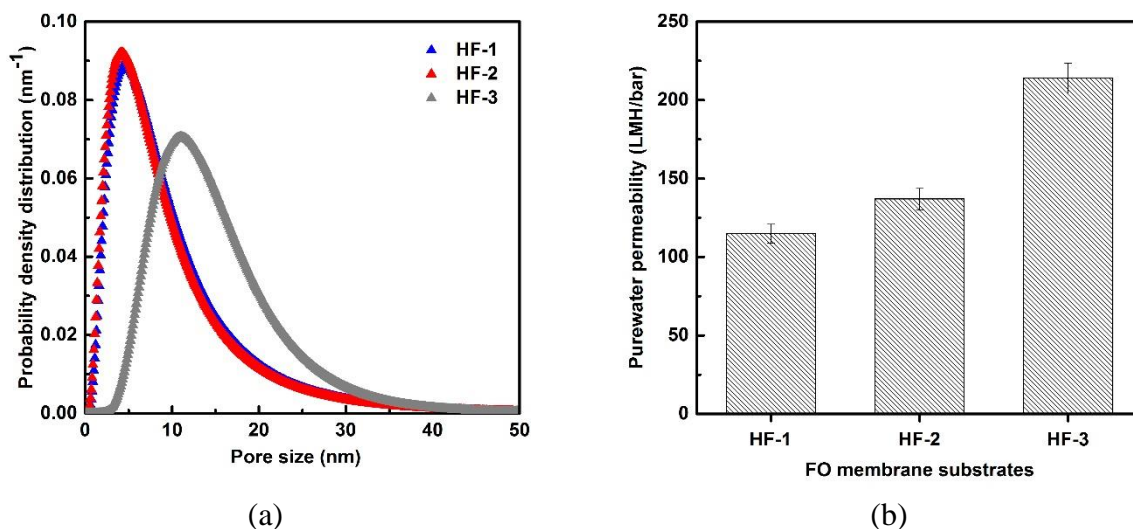 0.10
0.08
0.06
0.04
0.02
0.00
Probability density distribution (nm⁻¹)
HF-1
HF-2
HF-3
0 10 20 30 40 50
Pore size (nm)
(a)
250
200
150
100
50
0
Purewater permeability (LMH/bar)
HF-1 HF-2 HF-3
FO membrane substrates
(b)